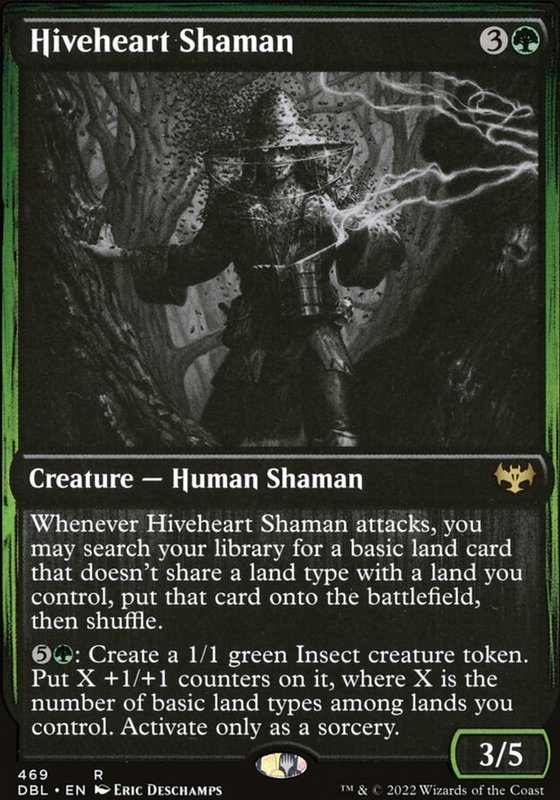 Hiveheart Shaman 3
Creature — Human Shaman
Whenever Hiveheart Shaman attacks, you
may search your library for a basic land card
that doesn't share a land type with a land you
control, put that card onto the battlefield,
then shuffle.
5: Create a 1/1 green Insect creature token.
Put X +1/+1 counters on it, where X is the
number of basic land types among lands you
control. Activate only as a sorcery.
3/5
469 R
DBL • EN Eric Deschamps ™ & © 2022 Wizards of the Coast